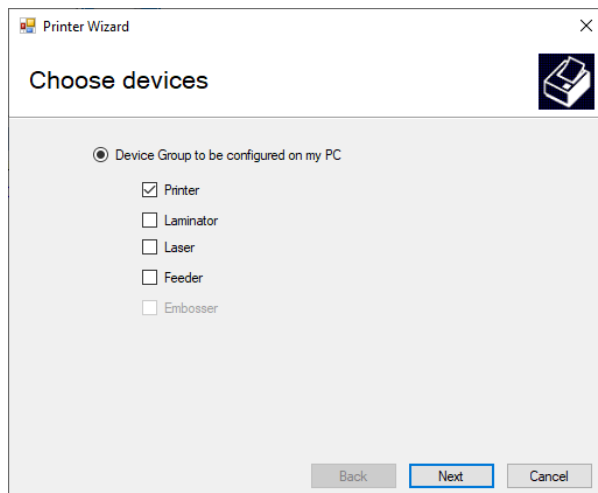 Printer Wizard
Choose devices
Device Group to be configured on my PC
Printer
Laminator
Laser
Feeder
Embosser
Back Next Cancel